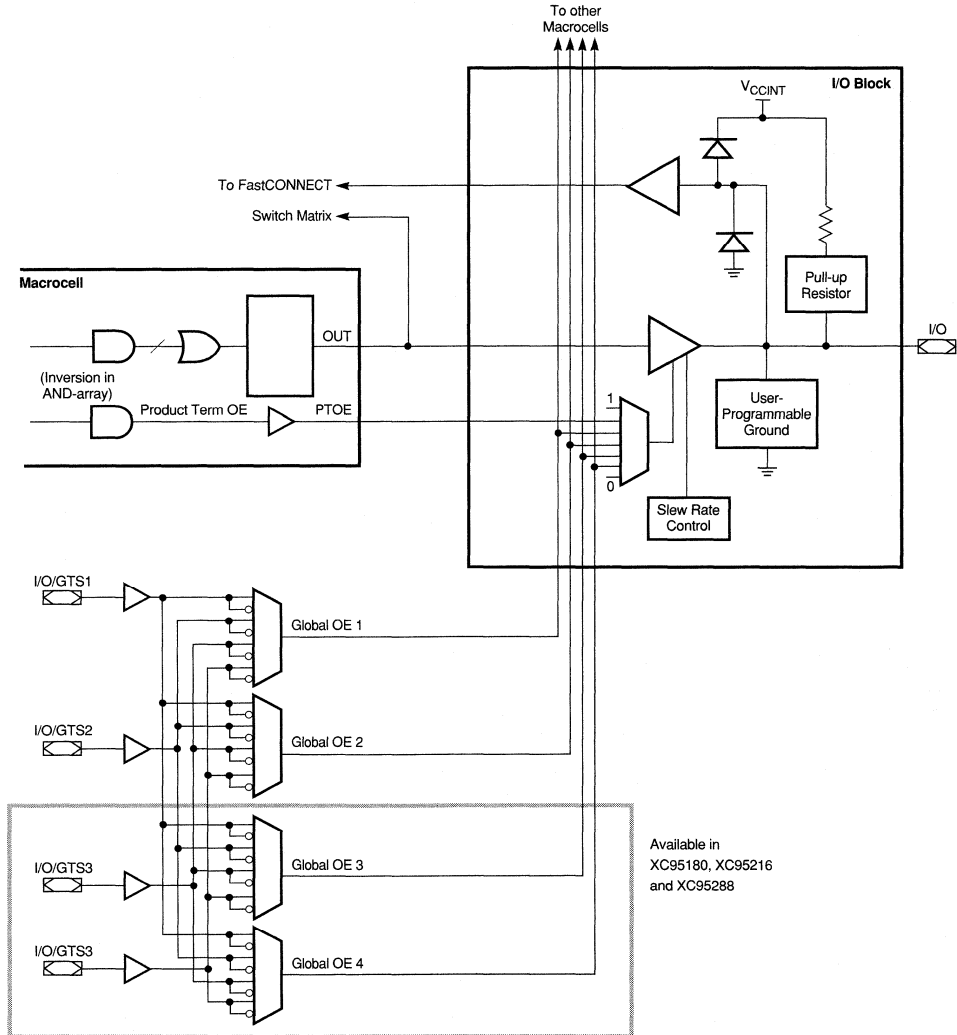 To other
Macrocells
I/O Block
VCCINT
To FastCONNECT
Switch Matrix
Macrocell
Pull-up
Resistor
OUT
I/O
(Inversion in
AND-array)
Product Term OE
PTOE
1
User-
Programmable
Ground
0
Slew Rate
Control
I/O/GTS1
Global OE 1
I/O/GTS2
Global OE 2
Available in
XC95180, XC95216
and XC95288
I/O/GTS3
Global OE 3
I/O/GTS3
Global OE 4